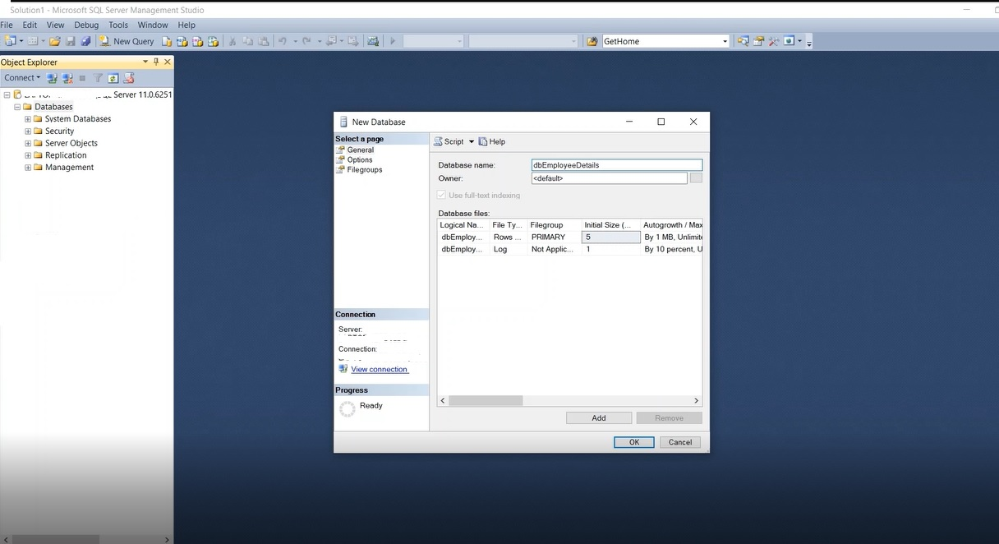 Solution1 - Microsoft SQL Server Management Studio
File Edit View Debug Tools Window Help
New Query GetHome
Object Explorer
Connect
Server 11.0.6251
Databases
System Databases
Security
Server Objects
Replication
Management
New Database
Select a page
General
Options
Filegroups
Script Help
Database name: dbEmployeeDetails
Owner: <default>
Use full-text indexing
Database files:
Logical Na... File Ty... Filegroup Initial Size (... Autogrowth / Max
dbEmploy... Rows ... PRIMARY 5 By 1 MB, Unlimite
dbEmploy... Log Not Applic... 1 By 10 percent, U
Connection
Server:
Connection:
View connection
Progress
Ready
Add Remove
OK Cancel